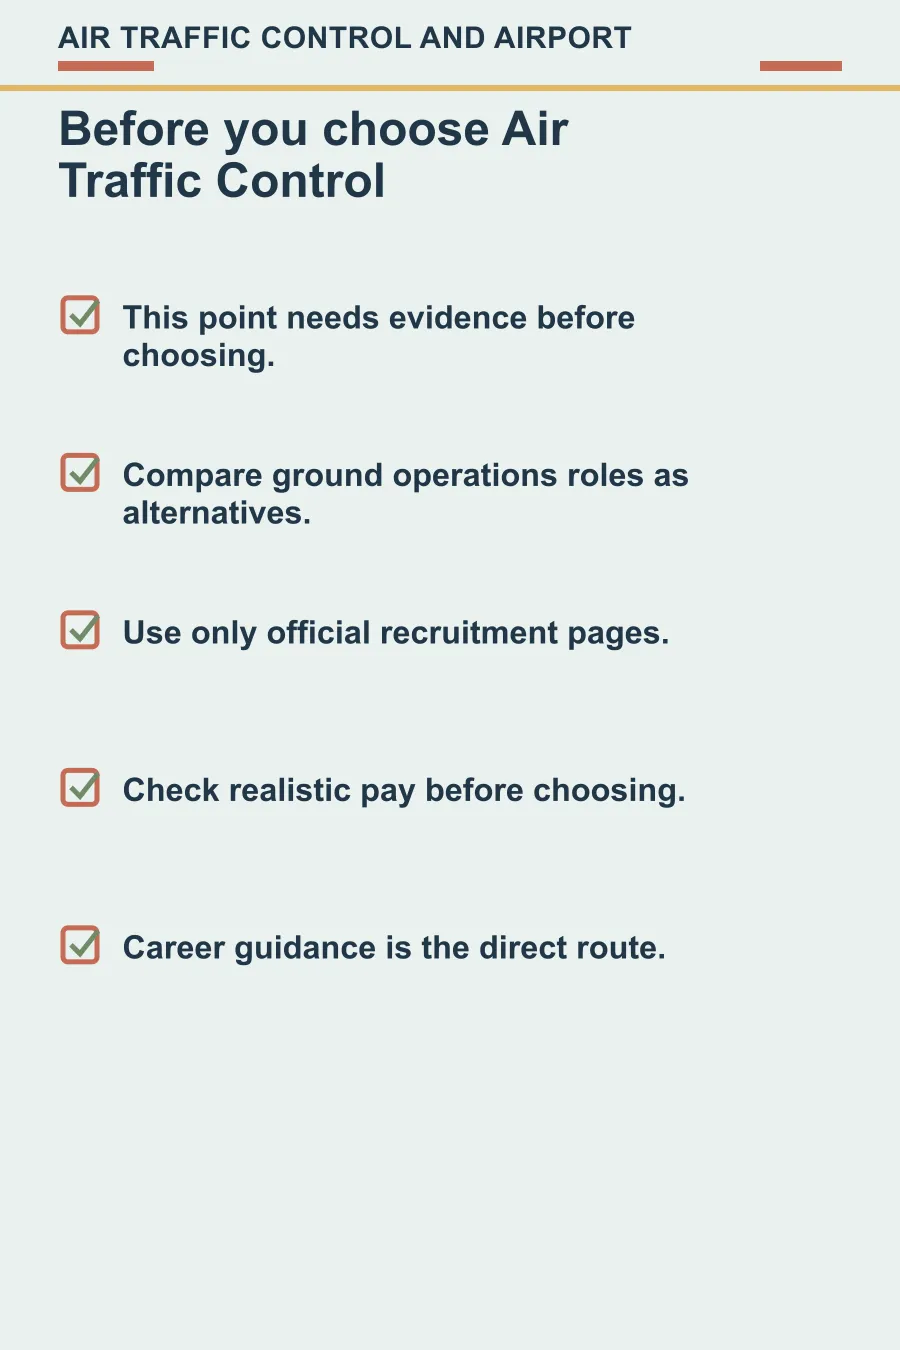 AIR TRAFFIC CONTROL AND AIRPORT
Before you choose Air
Traffic Control
This point needs evidence before
choosing.
Compare ground operations roles as
alternatives.
Use only official recruitment pages.
Check realistic pay before choosing.
Career guidance is the direct route.